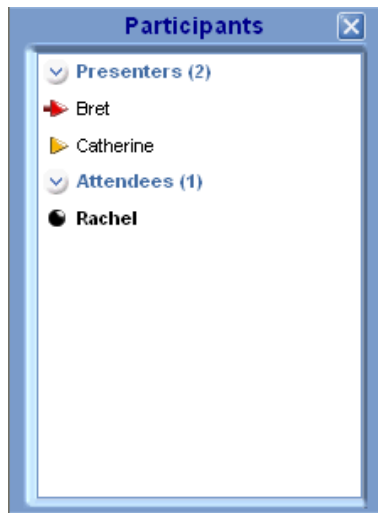 Participants
Presenters (2)
Bret
Catherine
Attendees (1)
Rachel